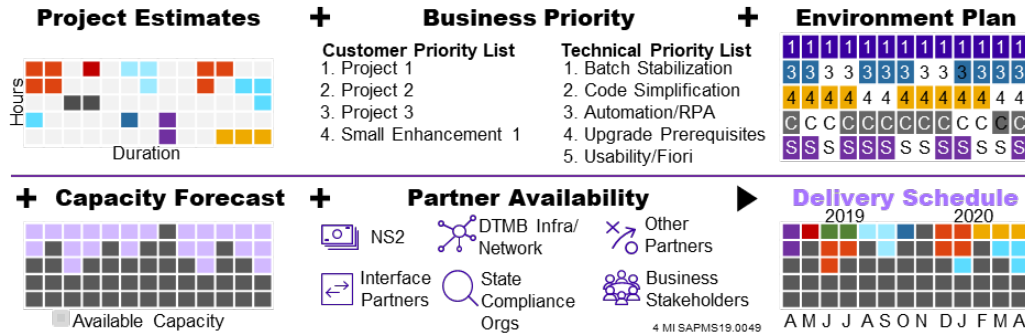 Project Estimates + Business Priority + Environment Plan
Hours
Duration
Customer Priority List
1. Project 1
2. Project 2
3. Project 3
4. Small Enhancement 1
Technical Priority List
1. Batch Stabilization
2. Code Simplification
3. Automation/RPA
4. Upgrade Prerequisites
5. Usability/Fiori
1 1 1 1 1 1 1 1 1 1 1 1 1
3 3 3 3 3 3 3 3 3 3 3 3 3
4 4 4 4 4 4 4 4 4 4 4 4 4
C C C C C C C C C C C C C
S S S S S S S S S S S S S
+ Capacity Forecast + Partner Availability Delivery Schedule
Available Capacity
NS2
DTMB Infra/
Network
Other
Partners
Interface
Partners
State
Compliance
Orgs
Business
Stakeholders
4 MI SAPMS19.0049
2019 2020
A M J J A S O N D J F M A